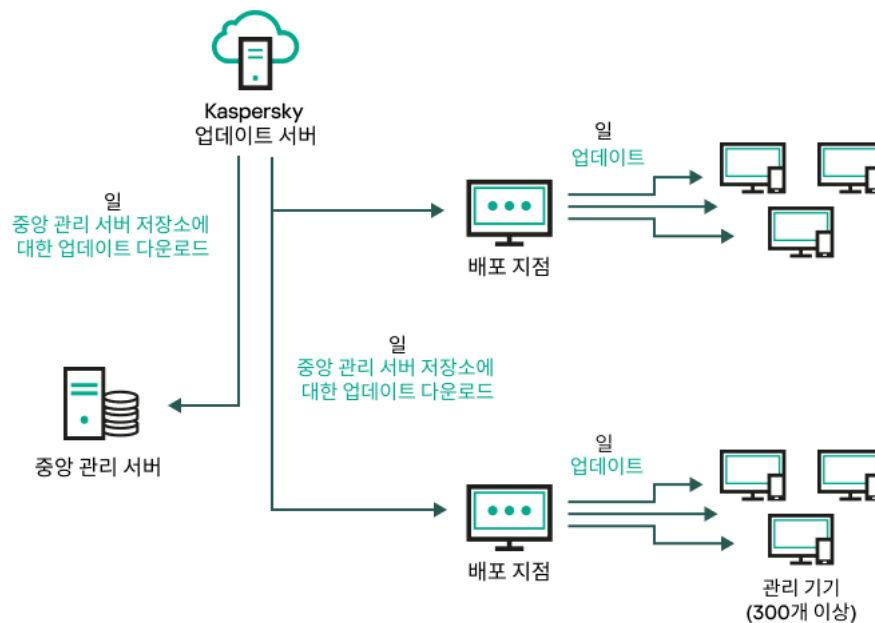 Kaspersky
업데이트 서버
일
업데이트
일
중앙 관리 서버 저장소에
대한 업데이트 다운로드
배포 지점
일
중앙 관리 서버 저장소에
대한 업데이트 다운로드
중앙 관리 서버
일
업데이트
배포 지점
관리 기기
(300개 이상)